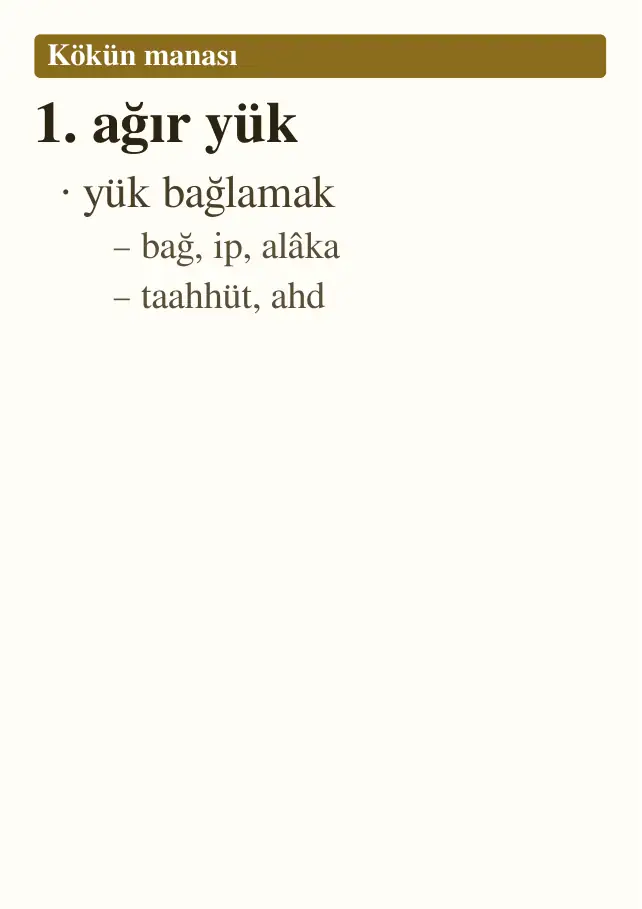 Kökün manası
1. ağır yük
· yük bağlamak
– bağ, ip, alâka
– taahhüt, ahd